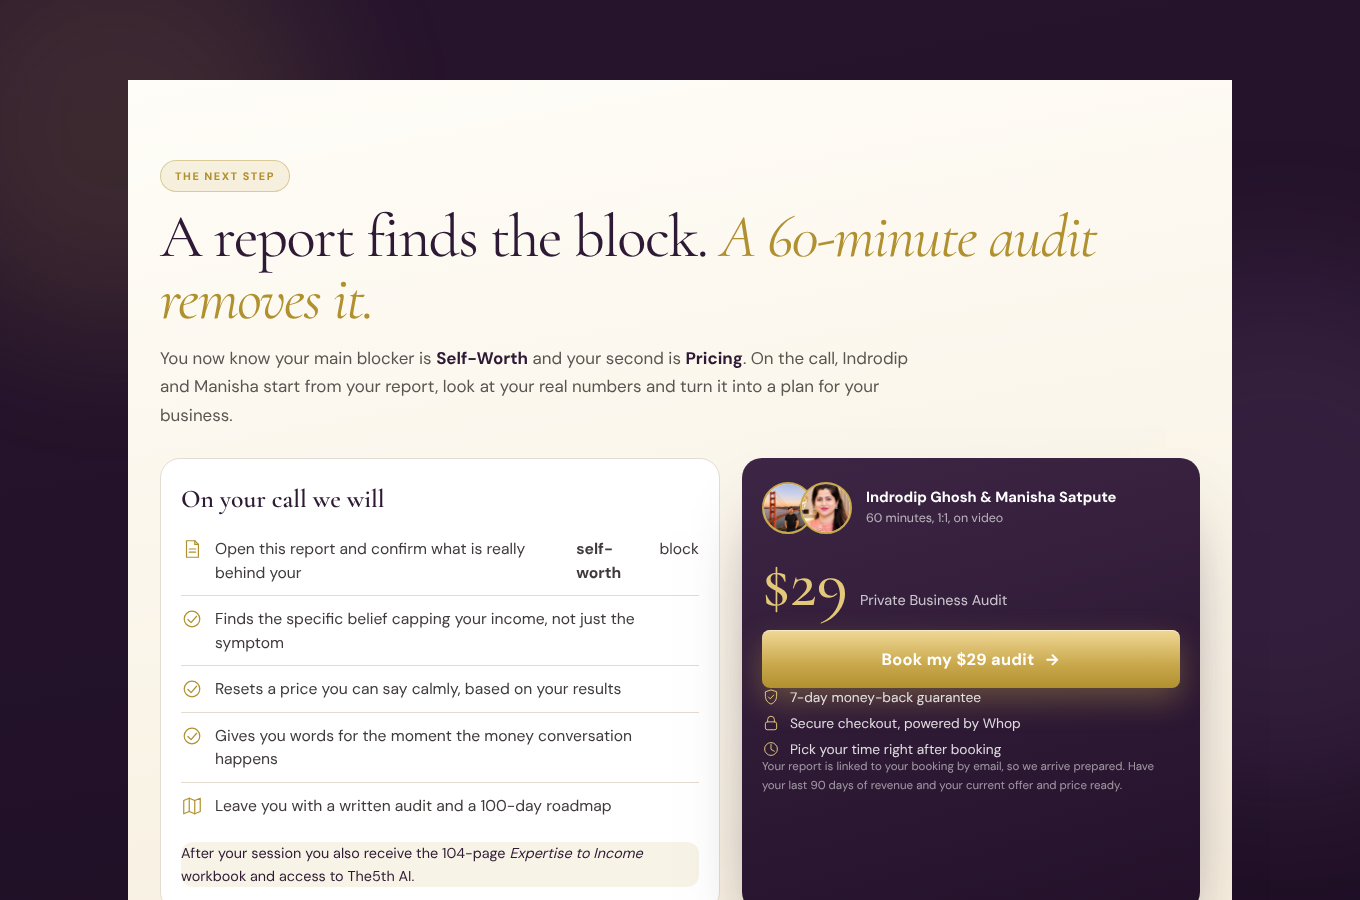 THE NEXT STEP
A report finds the block. A 60-minute audit
removes it.
You now know your main blocker is Self-Worth and your second is Pricing. On the call, Indrodip
and Manisha start from your report, look at your real numbers and turn it into a plan for your
business.
On your call we will
Open this report and confirm what is really behind your self-worth block
Finds the specific belief capping your income, not just the
symptom
Resets a price you can say calmly, based on your results
Gives you words for the moment the money conversation
happens
Leave you with a written audit and a 100-day roadmap
After your session you also receive the 104-page Expertise to Income
workbook and access to The5th AI.
Indrodip Ghosh & Manisha Satpute
60 minutes, 1:1, on video
$29 Private Business Audit
Book my $29 audit →
7-day money-back guarantee
Secure checkout, powered by Whop
Pick your time right after booking
Your report is linked to your booking by email, so we arrive prepared. Have
your last 90 days of revenue and your current offer and price ready.